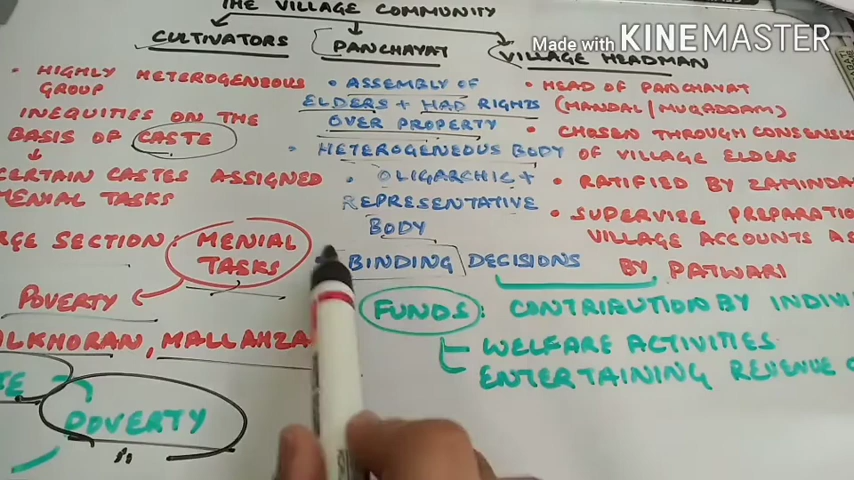 THE VILLAGE COMMUNITY
Made with KINEMASTER
CULTIVATORS
PANCHAYAT
VILLAGE HEADMAN
• HIGHLY HETEROGENEOUS
GROUP
INEQUITIES ON THE
BASIS OF CASTE
CERTAIN CASTES ASSIGNED
MENIAL TASKS
SECTION: MENIAL
TASKS
POVERTY
POVERTY
• ASSEMBLY OF
ELDERS + HAD RIGHTS
OVER PROPERTY
• HETEROGENEOUS BODY
• OLIGARCHIC +
REPRESENTATIVE
BODY
BINDING DECISIONS
FUNDS: CONTRIBUTION BY
WELFARE ACTIVITIES
ENTERTAINING REVENUE
• HEAD OF PANCHAYAT
(MANDAL/MUQADDAM)
• CHOSEN THROUGH CONSENSUS
OF VILLAGE ELDERS
• RATIFIED BY
• SUPERVISE
VILLAGE ACCOUNTS
BY PATWARI